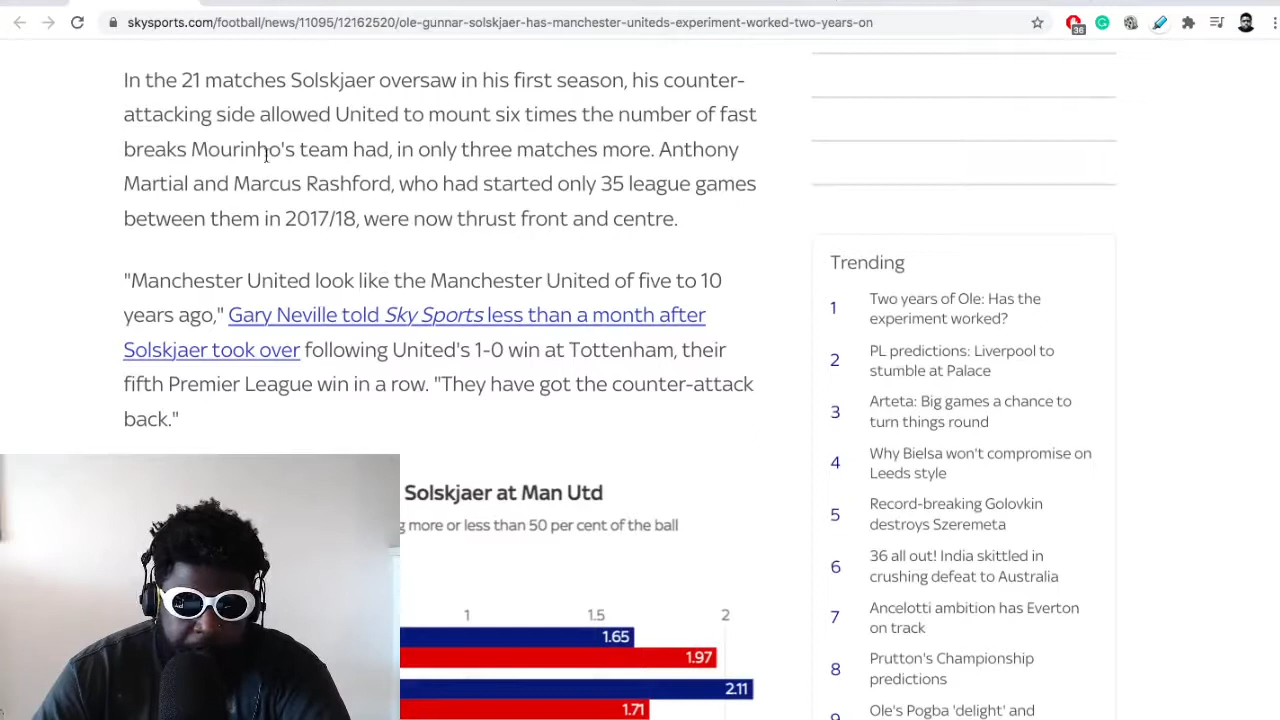 skysports.com/football/news/11095/12162520/ole-gunnar-solskjaer-has-manchester-uniteds-experiment-worked-two-years-on
36
In the 21 matches Solskjaer oversaw in his first season, his counter-
attacking side allowed United to mount six times the number of fast
breaks Mourinho's team had, in only three matches more. Anthony
Martial and Marcus Rashford, who had started only 35 league games
between them in 2017/18, were now thrust front and centre.
"Manchester United look like the Manchester United of five to 10
years ago," Gary Neville told Sky Sports less than a month after
Solskjaer took over following United's 1-0 win at Tottenham, their
fifth Premier League win in a row. "They have got the counter-attack
back."
Solskjaer at Man Utd
g more or less than 50 per cent of the ball
1 1.5 2
1.65
1.97
2.11
1.71
Trending
1 Two years of Ole: Has the
experiment worked?
2 PL predictions: Liverpool to
stumble at Palace
3 Arteta: Big games a chance to
turn things round
4 Why Bielsa won't compromise on
Leeds style
5 Record-breaking Golovkin
destroys Szeremeta
6 36 all out! India skittled in
crushing defeat to Australia
7 Ancelotti ambition has Everton
on track
8 Prutton's Championship
predictions
9 Ole's Pogba 'delight' and